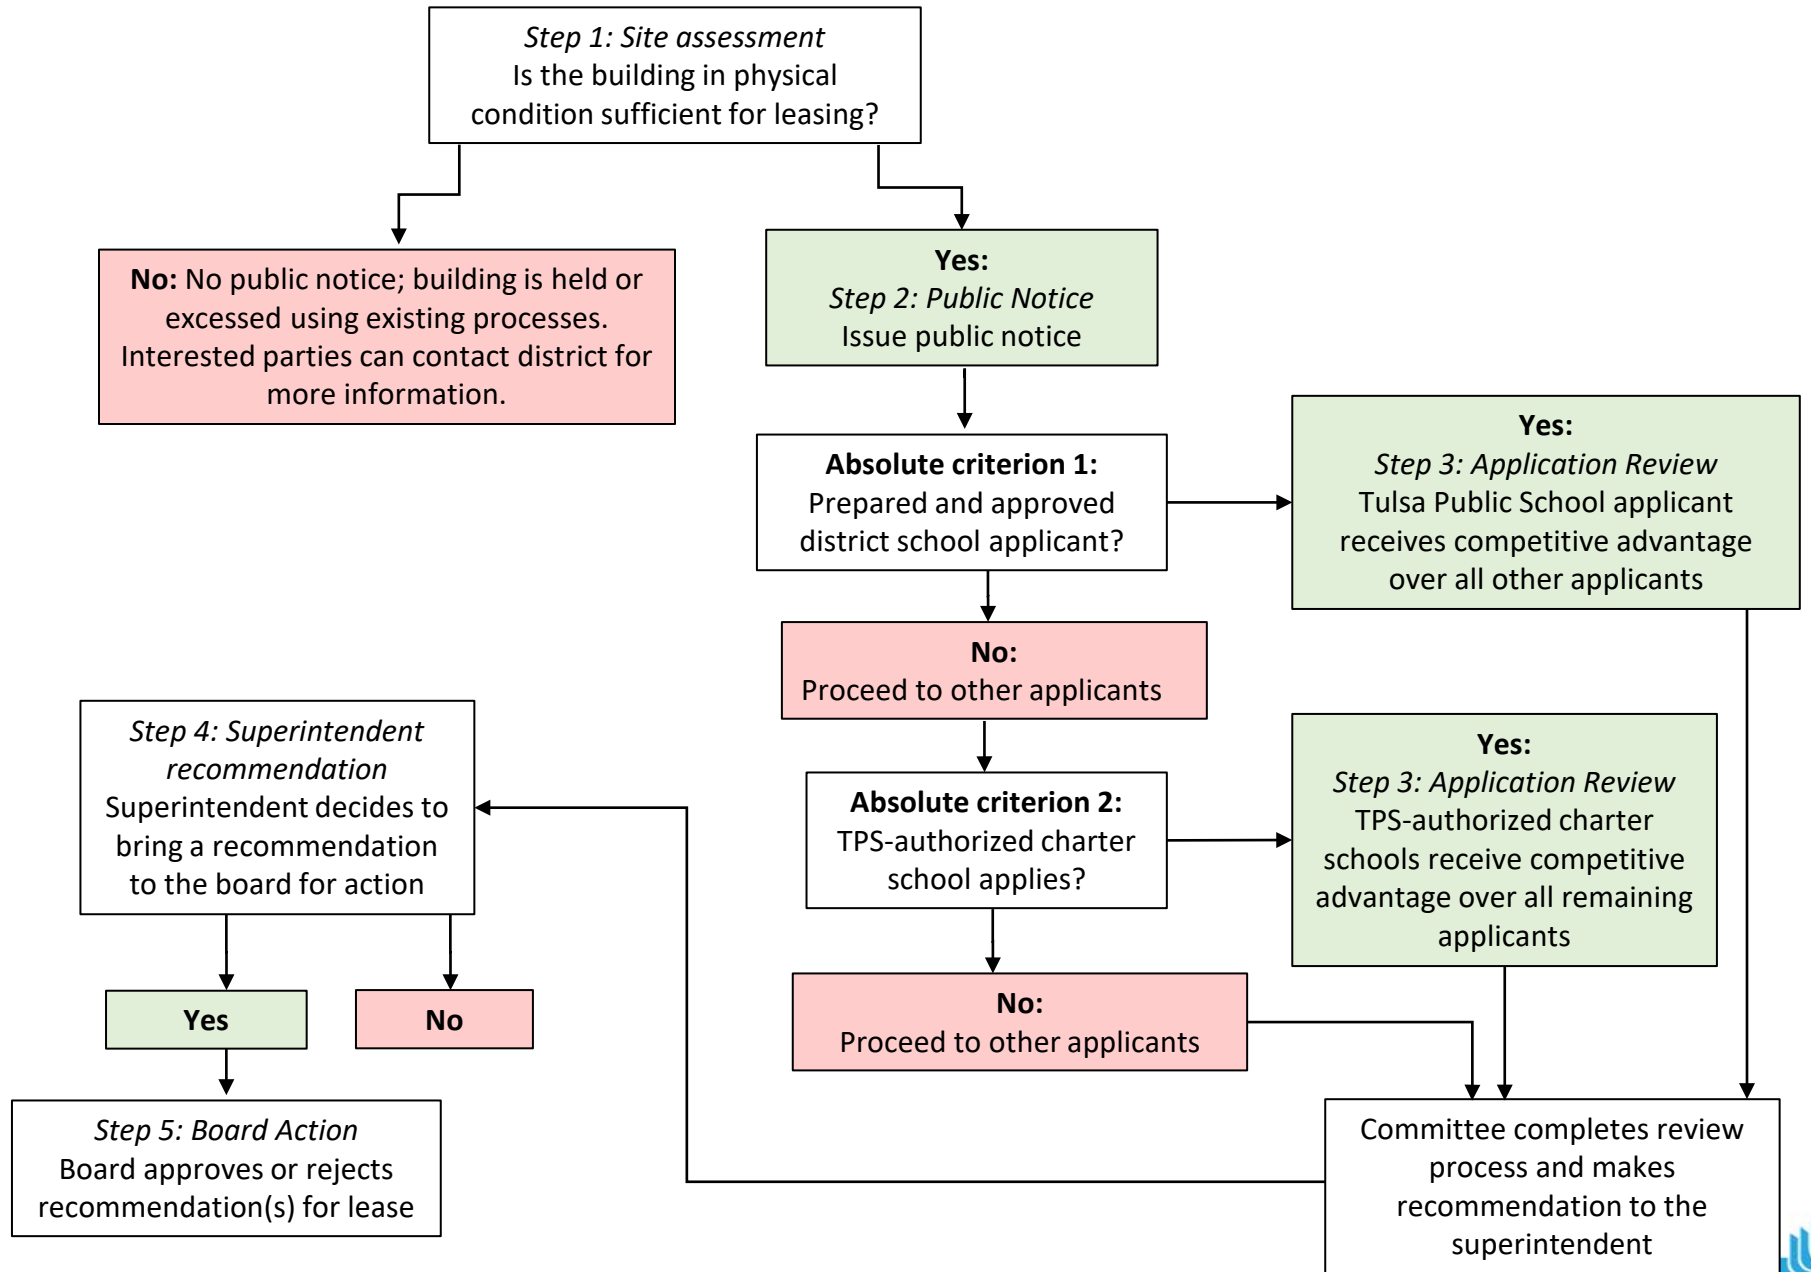 Step 1: Site assessment
Is the building in physical
condition sufficient for leasing?
No: No public notice; building is held or
excessed using existing processes.
Interested parties can contact district for
more information.
Yes:
Step 2: Public Notice
Issue public notice
Absolute criterion 1:
Prepared and approved
district school applicant?
Yes:
Step 3: Application Review
Tulsa Public School applicant
receives competitive advantage
over all other applicants
No:
Proceed to other applicants
Absolute criterion 2:
TPS-authorized charter
school applies?
Yes:
Step 3: Application Review
TPS-authorized charter
schools receive competitive
advantage over all remaining
applicants
No:
Proceed to other applicants
Committee completes review
process and makes
recommendation to the
superintendent
Step 4: Superintendent
recommendation
Superintendent decides to
bring a recommendation
to the board for action
Yes
No
Step 5: Board Action
Board approves or rejects
recommendation(s) for lease